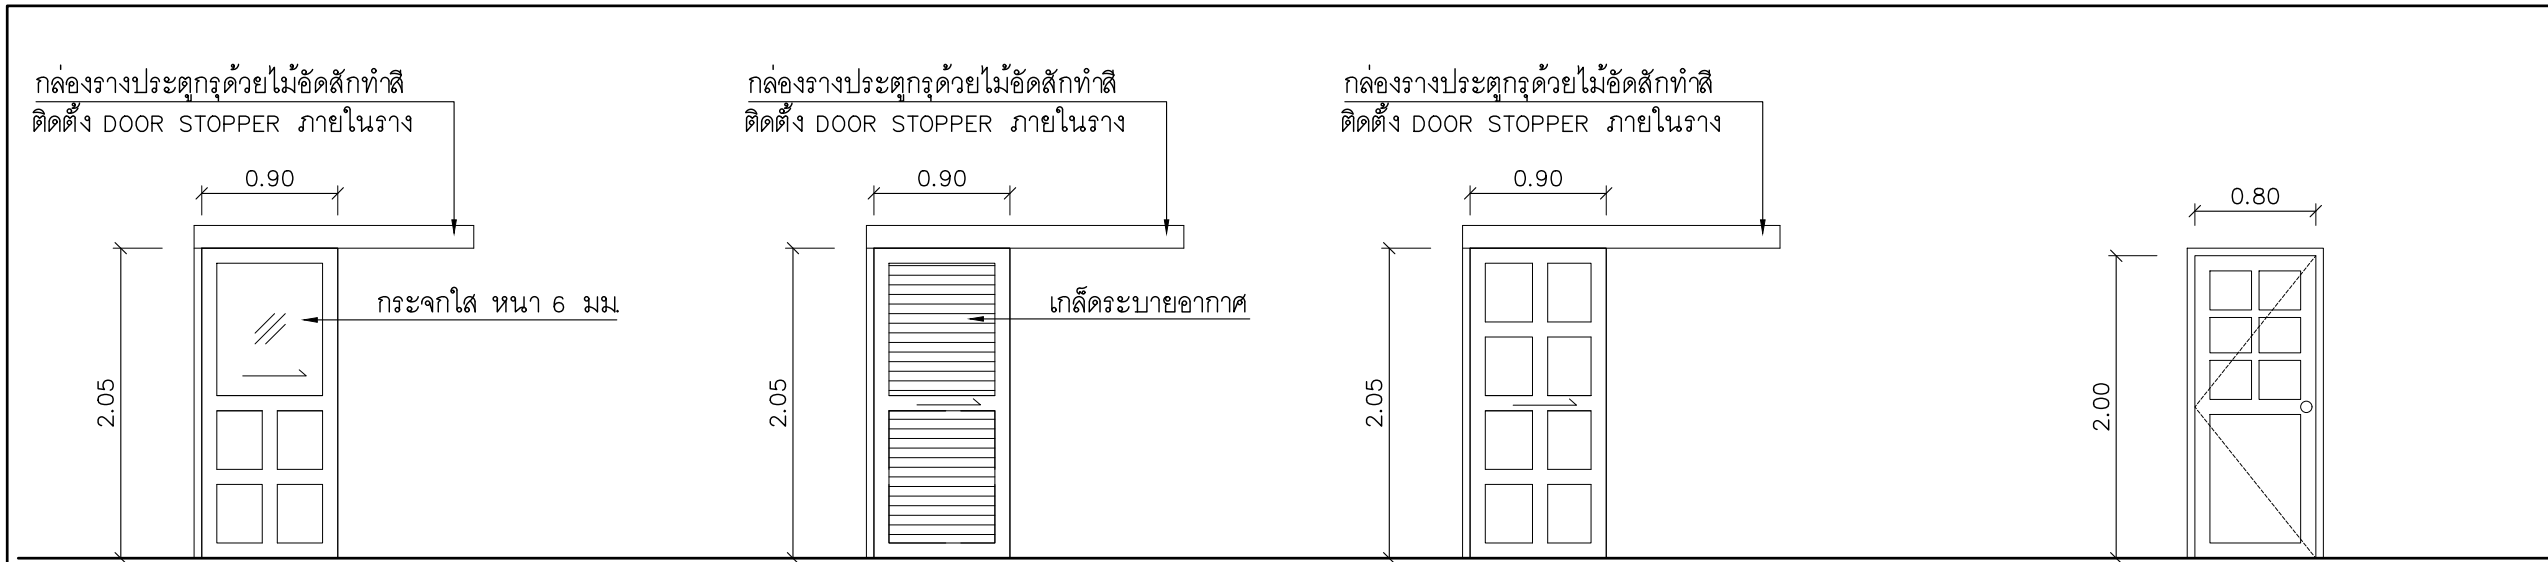 กล่องรางประตูกรุด้วยไม้อัดสักทำสี
ติดตั้ง DOOR STOPPER ภายในราง
0.90
2.05
กระจกใส หนา 6 มม.
กล่องรางประตูกรุด้วยไม้อัดสักทำสี
ติดตั้ง DOOR STOPPER ภายในราง
0.90
2.05
เกล็ดระบายอากาศ
กล่องรางประตูกรุด้วยไม้อัดสักทำสี
ติดตั้ง DOOR STOPPER ภายในราง
0.90
2.05
0.80
2.00